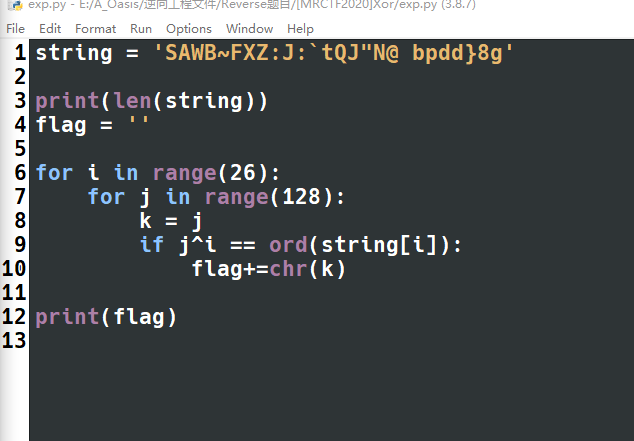 exp.py - E:/A_Oasis/逆向工程文件/Reverse题目/[MRCTF2020]Xor/exp.py (3.8.7)
File Edit Format Run Options Window Help
1 string = 'SAWB~FXZ:J:`tQJ"N@ bpdd}8g'
2
3 print(len(string))
4 flag = ''
5
6 for i in range(26):
7     for j in range(128):
8         k = j
9         if j^i == ord(string[i]):
10             flag+=chr(k)
11
12 print(flag)
13